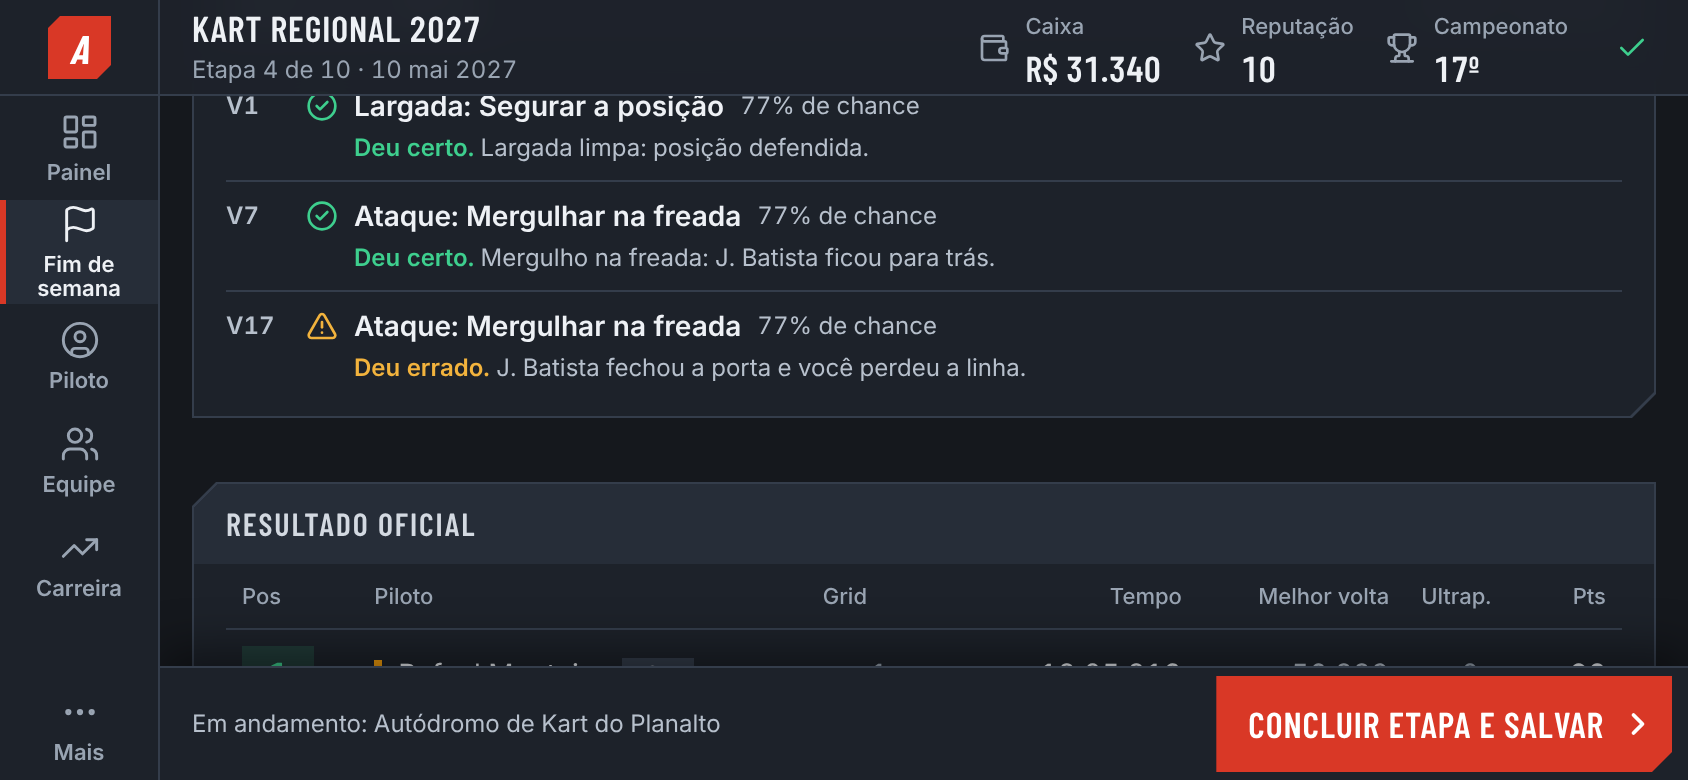 A
KART REGIONAL 2027
Etapa 4 de 10 · 10 mai 2027
Caixa
R$ 31.340
Reputação
10
Campeonato
17º
Painel
Fim de
semana
Piloto
Equipe
Carreira
Mais
V1 Largada: Segurar a posição 77% de chance
Deu certo. Largada limpa: posição defendida.
V7 Ataque: Mergulhar na freada 77% de chance
Deu certo. Mergulho na freada: J. Batista ficou para trás.
V17 Ataque: Mergulhar na freada 77% de chance
Deu errado. J. Batista fechou a porta e você perdeu a linha.
RESULTADO OFICIAL
Pos Piloto Grid Tempo Melhor volta Ultrap. Pts
Em andamento: Autódromo de Kart do Planalto
CONCLUIR ETAPA E SALVAR